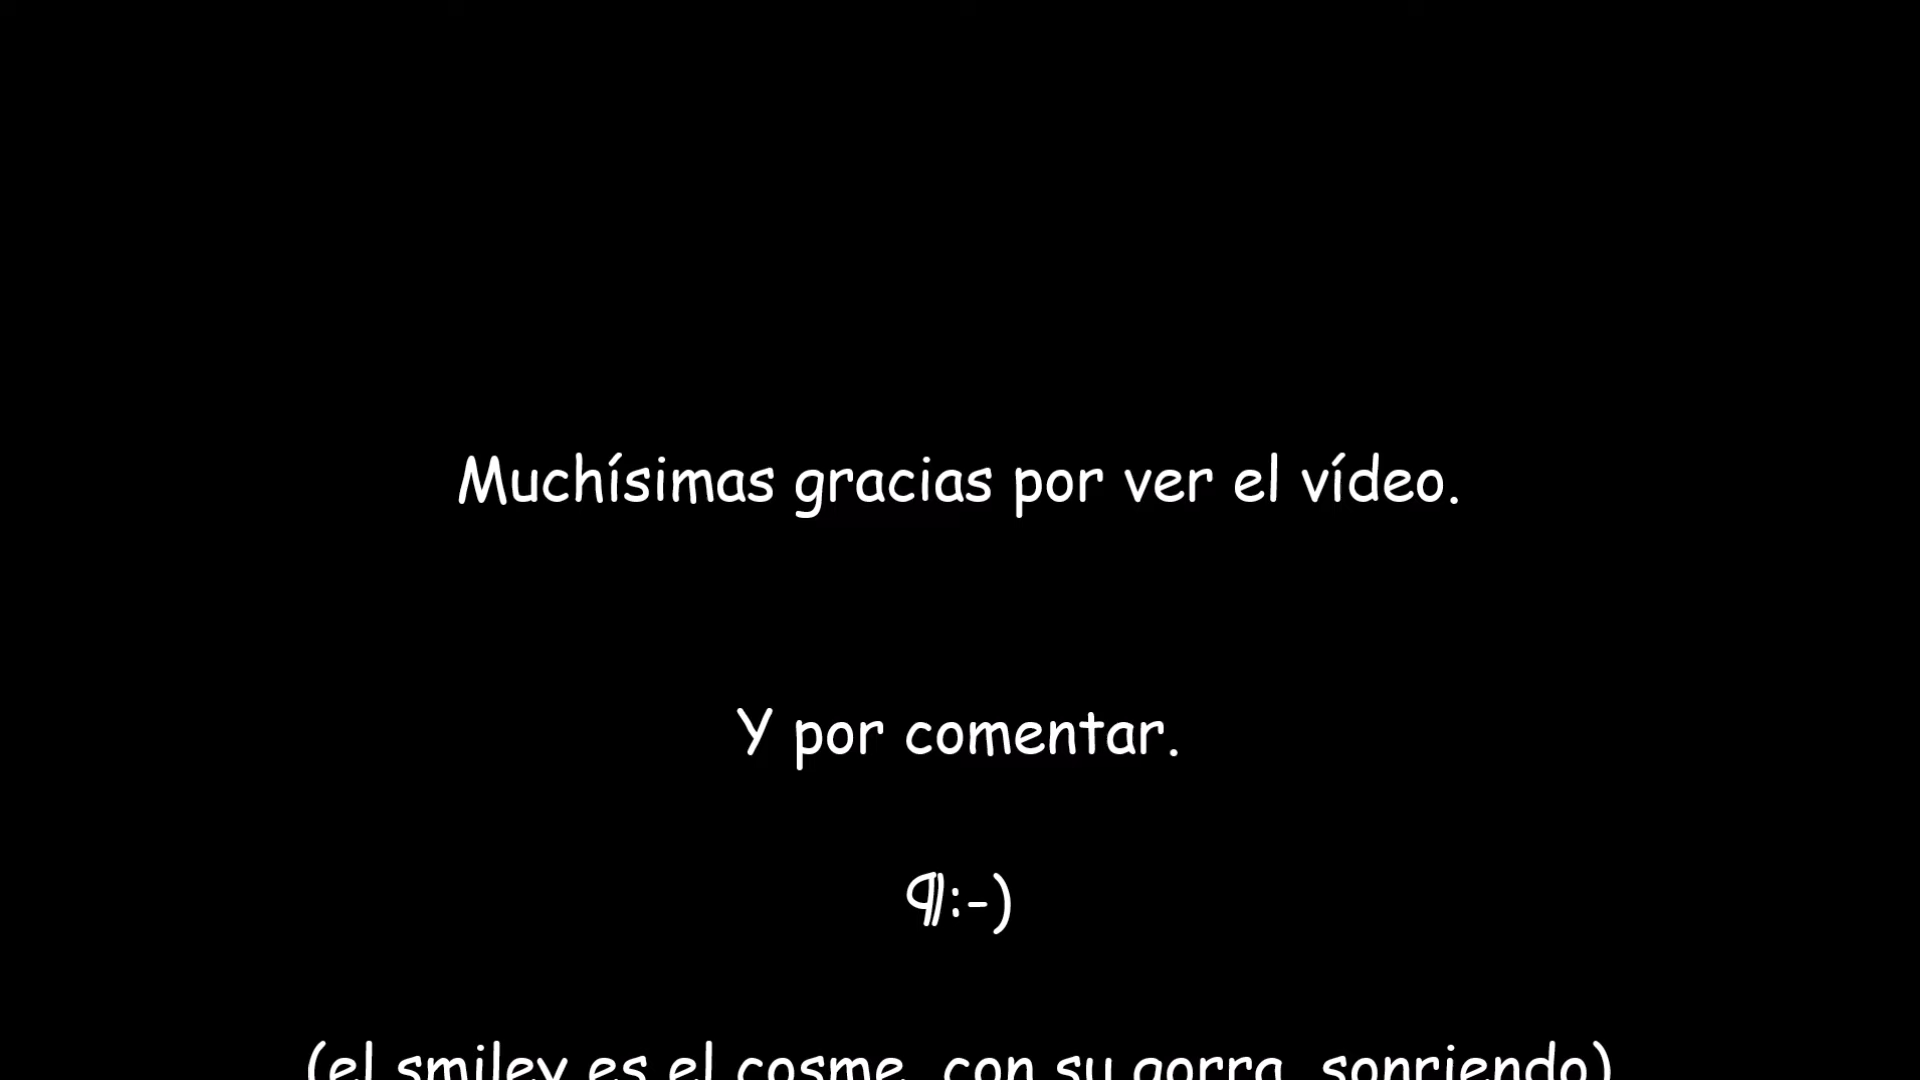 Muchísimas gracias por ver el vídeo.
Y por comentar.
¶:-)
(el smiley es el cosme, con su gorra, sonriendo)